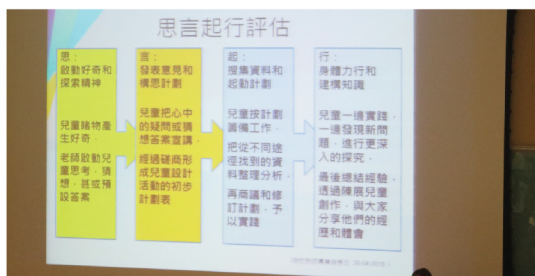 思言起行評估
思：
啟動好奇和
探索精神
兒童睹物產
生好奇。
老師啟動兒
童思考，猜
想，甚或預
設答案
言：
發表意見和
構思計劃
兒童把心中
的疑問或猜
想答案宣講，
經過磋商形
成兒童設計
活動的初步
計劃表
起：
搜集資料和
起動計劃
兒童按計劃
籌備工作。
把從不同途
徑找到的資
料整理分析。
再商議和修
訂計劃，予
以實踐
行：
身體力行和
建構知識
兒童一邊實踐，
一邊發現新問
題，進行更深
入的探究。
最後總結經驗，
透過陳展兒童
創作，與大家
分享他們的經
歷和體會